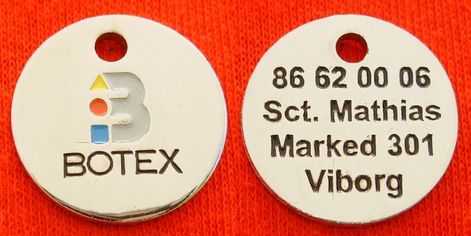 BOTEX
86 62 00 06
Sct. Mathias
Marked 301
Viborg